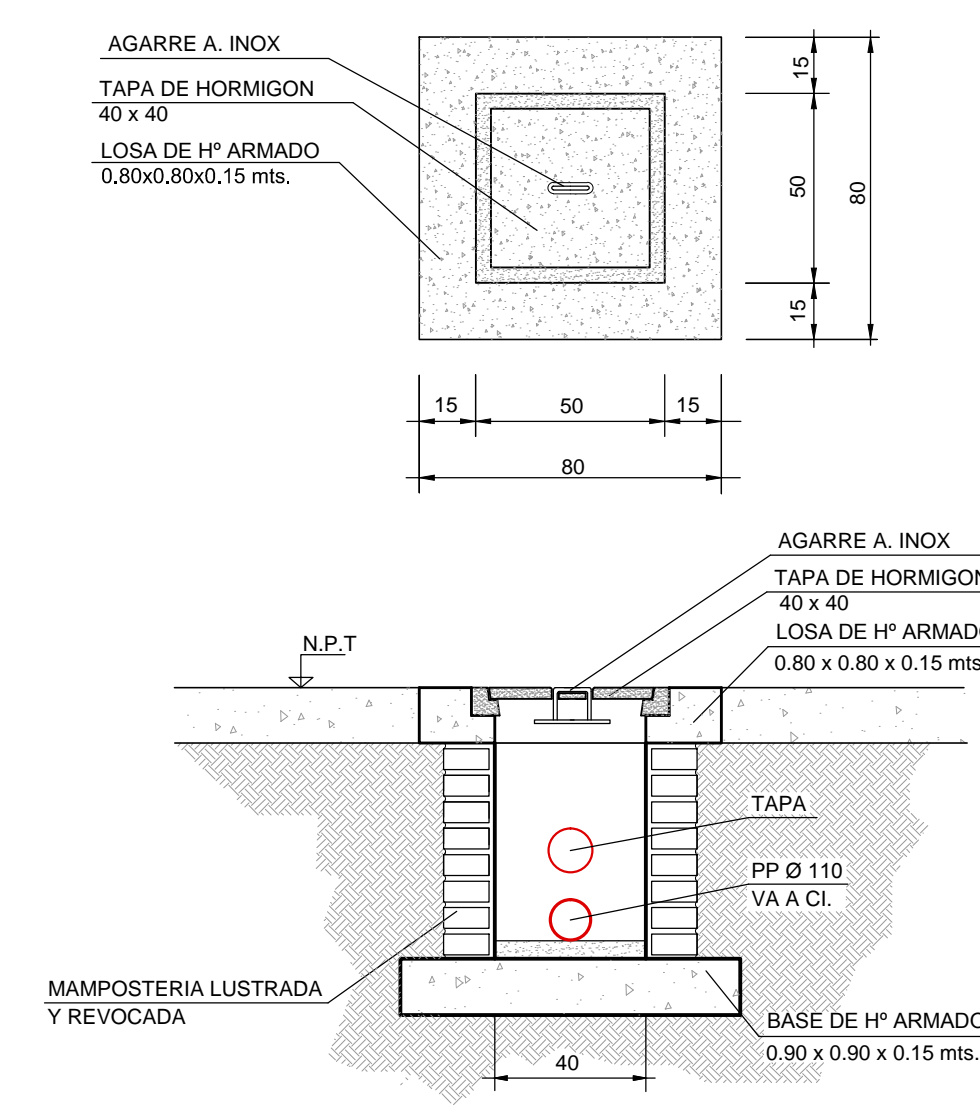 AGARRE A. INOX
TAPA DE HORMIGON
40 x 40
LOSA DE Hº ARMADO
0.80x0.80x0.15 mts.
15
50
80
15
15
50
15
80
AGARRE A. INOX
TAPA DE HORMIGON
40 x 40
LOSA DE Hº ARMADO
0.80 x 0.80 x 0.15 mts
N.P.T
TAPA
PP Ø 110
VA A CI.
MAMPOSTERIA LUSTRADA
Y REVOCADA
BASE DE Hº ARMADO
0.90 x 0.90 x 0.15 mts.
40